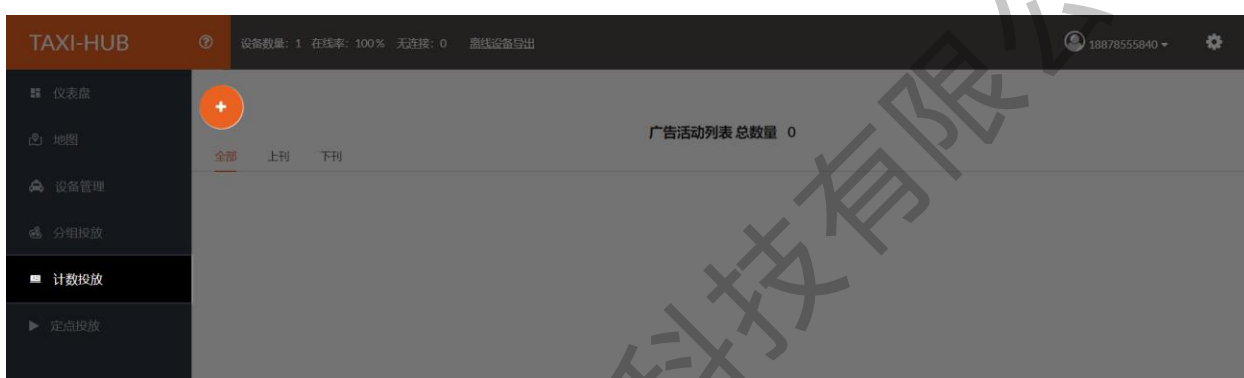 TAXI-HUB
设备数量: 1 在线率: 100% 无连接: 0 离线设备导出
18878555840
仪表盘
地图
设备管理
分组投放
计数投放
定点投放
广告活动列表 总数量 0
全部 上刊 下刊
科技有限公